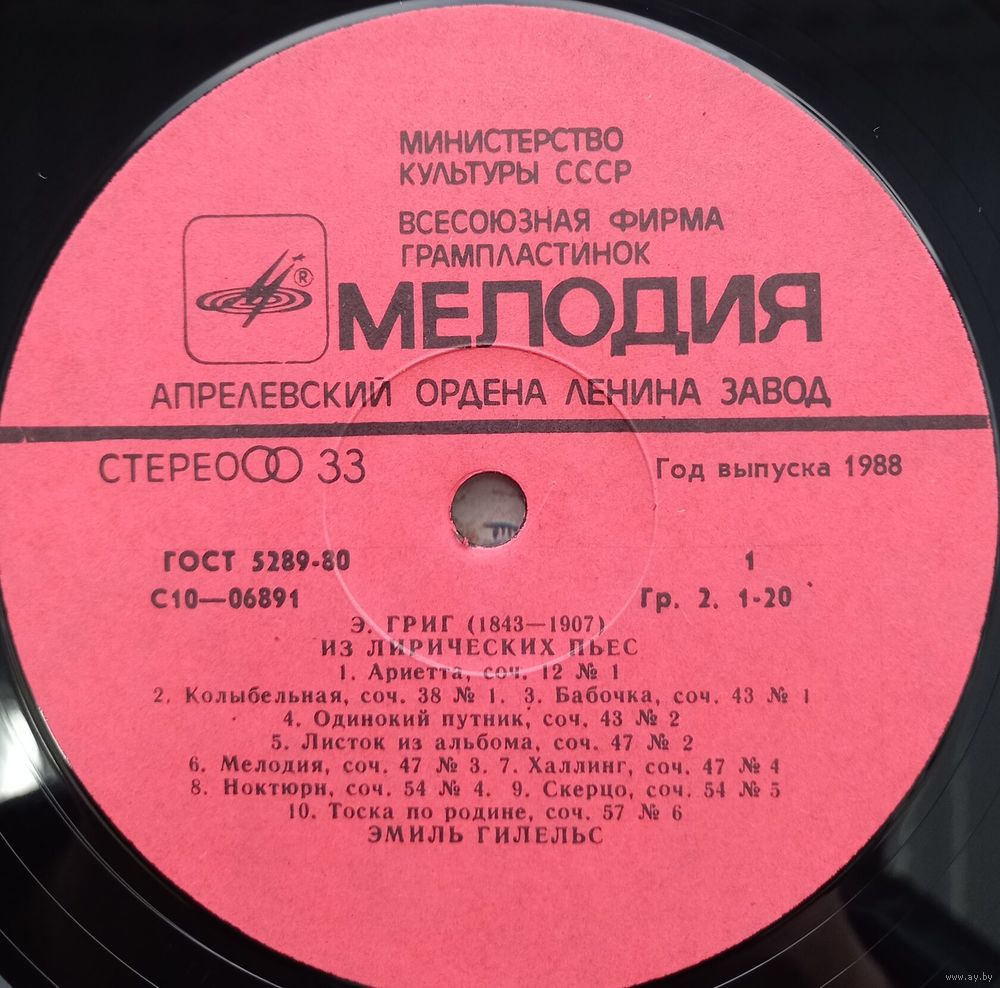 МИНИСТЕРСТВО
КУЛЬТУРЫ СССР
ВСЕСОЮЗНАЯ ФИРМА
ГРАМПЛАСТИНОК
®
МЕЛОДИЯ
АПРЕЛЕВСКИЙ ОРДЕНА ЛЕНИНА ЗАВОД
СТЕРЕО 33
Год выпуска 1988
ГОСТ 5289-80 1
С10—06891 Гр. 2. 1-20
Э. ГРИГ (1843—1907)
ИЗ ЛИРИЧЕСКИХ ПЬЕС
1. Ариетта, соч. 12 № 1
2. Колыбельная, соч. 38 № 1. 3. Бабочка, соч. 43 № 1
4. Одинокий путник, соч. 43 № 2
5. Листок из альбома, соч. 47 № 2
6. Мелодия, соч. 47 № 3. 7. Халлинг, соч. 47 № 4
8. Ноктюрн, соч. 54 № 4. 9. Скерцо, соч. 54 № 5
10. Тоска по родине, соч. 57 № 6
ЭМИЛЬ ГИЛЕЛЬС
www.ay.by